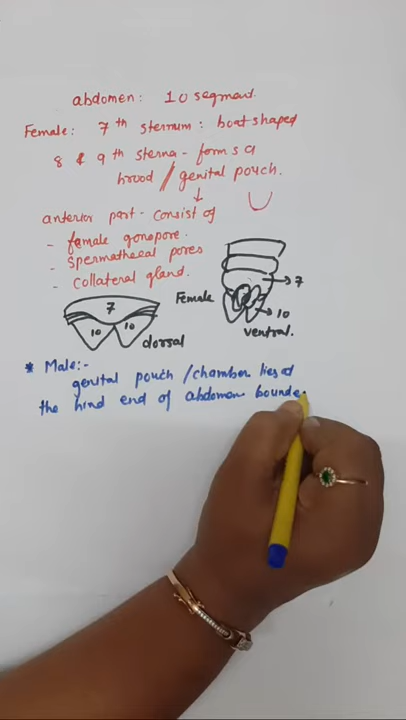 abdomen: 10 segment.
Female: 7th sternum: boat shaped
8 & 9th sterna - forms a
brood / genital pouch.
anterior part - consist of
- female gonopore.
- Spermathecal pores
- Collateral gland.
Female
7
10
ventral.
7
10 10
dorsal
* Male:-
genital pouch /chamber lies at
the hind end of abdomen bounde